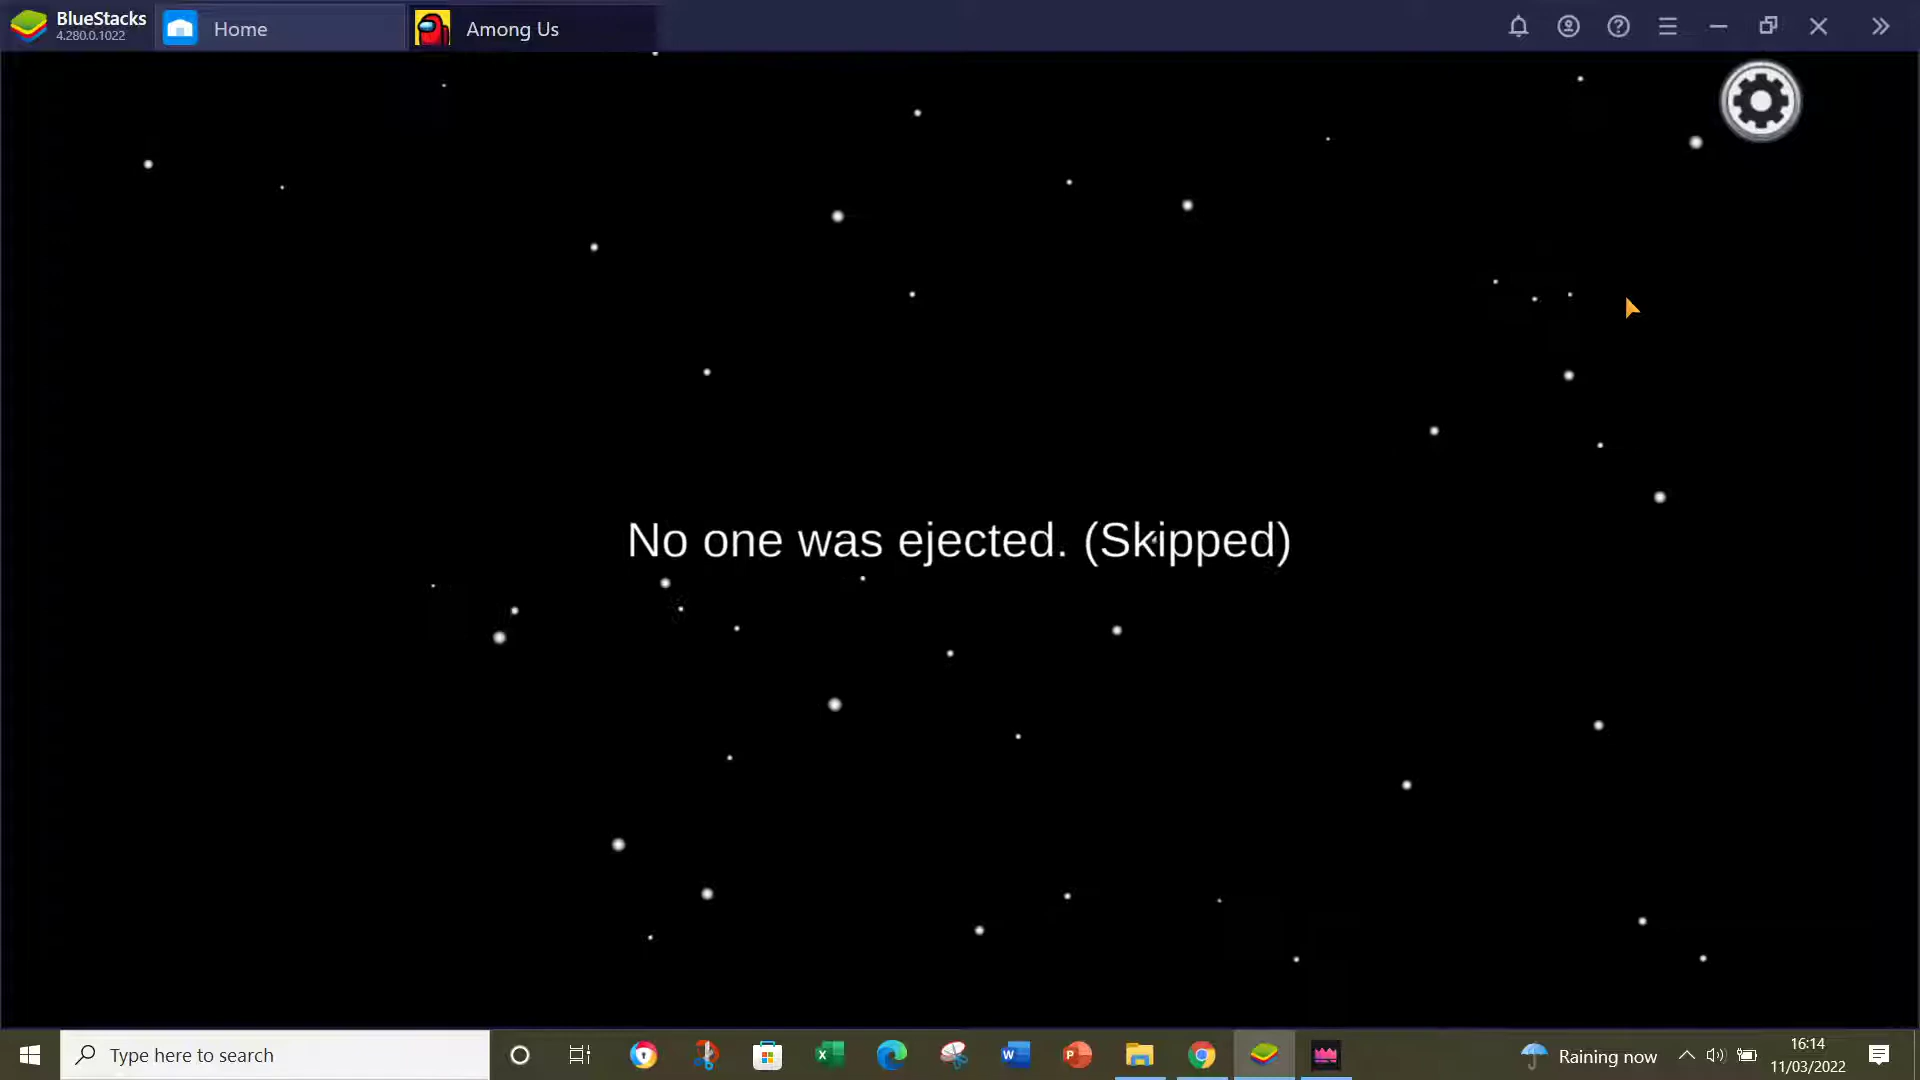 BlueStacks
4.280.0.1022
Home
Among Us
No one was ejected. (Skipped)
Type here to search
Raining now
16:14
11/03/2022